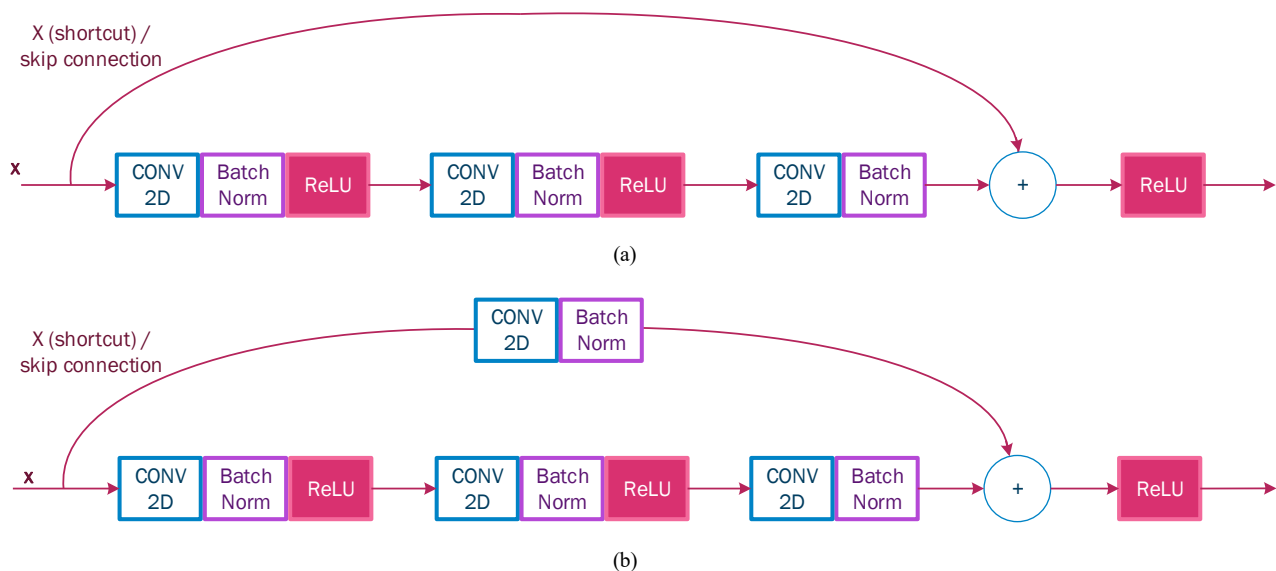 X (shortcut) /
skip connection
x
CONV
2D
Batch
Norm
ReLU
CONV
2D
Batch
Norm
ReLU
CONV
2D
Batch
Norm
+
ReLU
(a)
CONV
2D
Batch
Norm
X (shortcut) /
skip connection
x
CONV
2D
Batch
Norm
ReLU
CONV
2D
Batch
Norm
ReLU
CONV
2D
Batch
Norm
+
ReLU
(b)